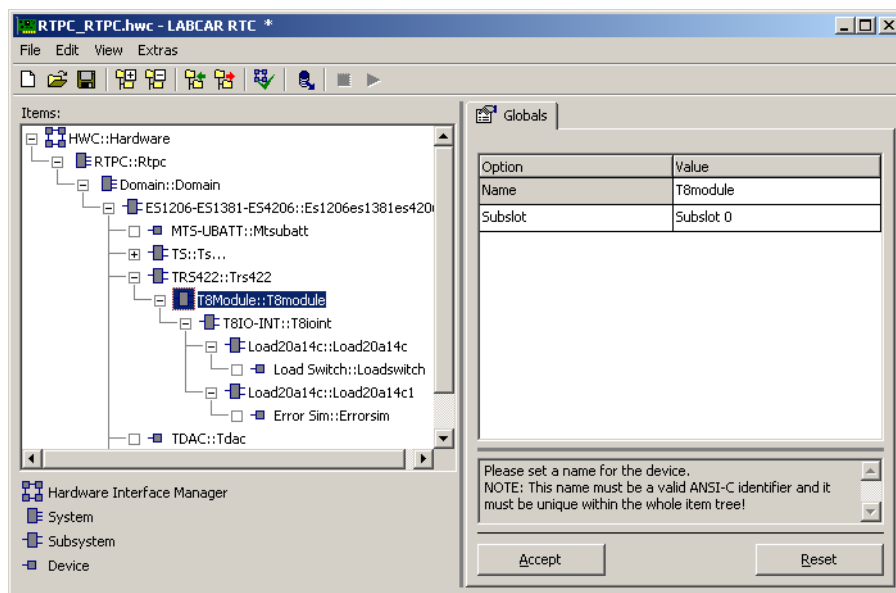 RTPC_RTPC.hwc - LABCAR RTC *
File Edit View Extras
Items:
HWC::Hardware
RTPC::Rtpc
Domain::Domain
ES1206-ES1381-ES4206::Es1206es1381es420
MTS-UBATT::Mtsubatt
TS::Ts...
TRS422::Trs422
T8Module::T8module
T8IO-INT::T8ioint
Load20a14c::Load20a14c
Load Switch::Loadswitch
Load20a14c::Load20a14c1
Error Sim::Errorsim
TDAC::Tdac
Hardware Interface Manager
System
Subsystem
Device
Globals
Option Value
Name T8module
Subslot Subslot 0
Please set a name for the device.
NOTE: This name must be a valid ANSI-C identifier and it
must be unique within the whole item tree!
Accept Reset